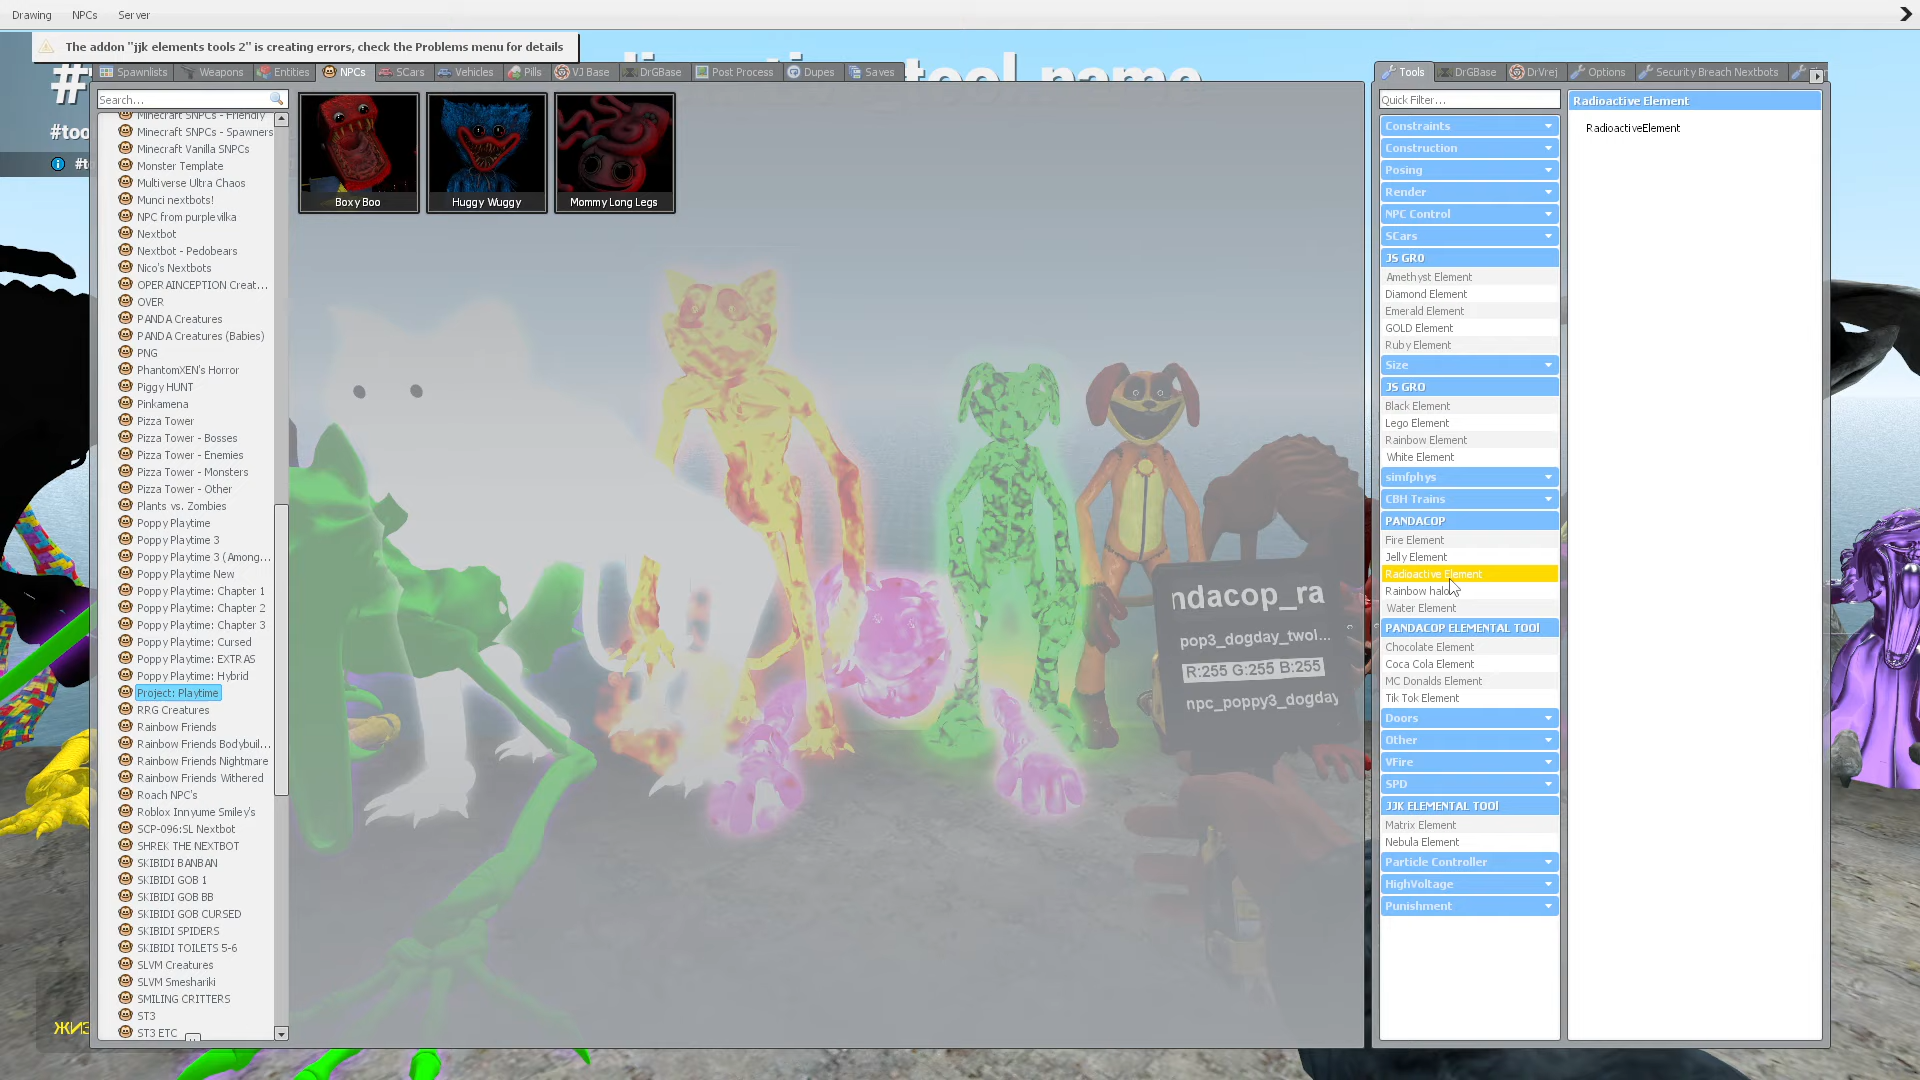 Drawing NPCs Server
The addon "jjk elements tools 2" is creating errors, check the Problems menu for details
Spawnlists Weapons Entities NPCs SCars Vehicles Pills VJ Base DrGBase Post Process Dupes Saves
Search...
Minecraft SNPCs - Friendly
Minecraft SNPCs - Spawners
Minecraft Vanilla SNPCs
Monster Template
Multiverse Ultra Chaos
Munci nextbots!
NPC from purplevilka
Nextbot
Nextbot - Pedobears
Nico's Nextbots
OPERAINCEPTION Creat...
OVER
PANDA Creatures
PANDA Creatures (Babies)
PNG
PhantomXEN's Horror
Piggy HUNT
Pinkamena
Pizza Tower
Pizza Tower - Bosses
Pizza Tower - Enemies
Pizza Tower - Monsters
Pizza Tower - Other
Plants vs. Zombies
Poppy Playtime
Poppy Playtime 3
Poppy Playtime 3 (Among...
Poppy Playtime New
Poppy Playtime: Chapter 1
Poppy Playtime: Chapter 2
Poppy Playtime: Chapter 3
Poppy Playtime: Cursed
Poppy Playtime: EXTRAS
Poppy Playtime: Hybrid
Project: Playtime
RRG Creatures
Rainbow Friends
Rainbow Friends Bodybuil...
Rainbow Friends Nightmare
Rainbow Friends Withered
Roach NPC's
Roblox Innyume Smiley's
SCP-096:SL Nextbot
SHREK THE NEXTBOT
SKIBIDI BANBAN
SKIBIDI GOB 1
SKIBIDI GOB BB
SKIBIDI GOB CURSED
SKIBIDI SPIDERS
SKIBIDI TOILETS 5-6
SLVM Creatures
SLVM Smeshariki
SMILING CRITTERS
ST3
ST3 ETC
Boxy Boo
Huggy Wuggy
Mommy Long Legs
ndacop_ra
pop3_dogday_twol...
R:255 G:255 B:255
npc_poppy3_dogday
Tools DrGBase DrVrej Options Security Breach Nextbots
Quick Filter...
Constraints
Construction
Posing
Render
NPC Control
SCars
JS GRO
Amethyst Element
Diamond Element
Emerald Element
GOLD Element
Ruby Element
Size
JS GRO
Black Element
Lego Element
Rainbow Element
White Element
simfphys
CBH Trains
PANDACOP
Fire Element
Jelly Element
Radioactive Element
Rainbow halo
Water Element
PANDACOP ELEMENTAL TOOl
Chocolate Element
Coca Cola Element
MC Donalds Element
Tik Tok Element
Doors
Other
VFire
SPD
JJK ELEMENTAL TOOl
Matrix Element
Nebula Element
Particle Controller
HighVoltage
Punishment
Radioactive Element
RadioactiveElement
#too
#t
ЖИЗ